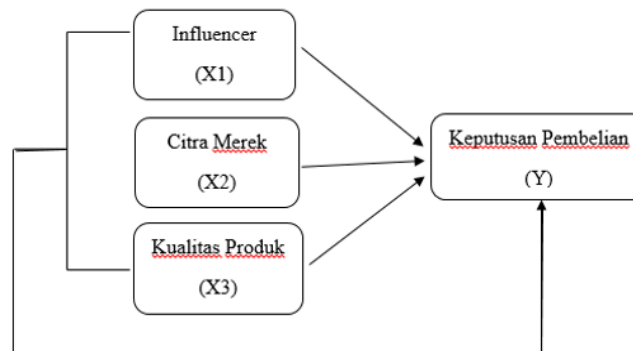 Influencer
(X1)
Citra Merek
(X2)
Kualitas Produk
(X3)
Keputusan Pembelian
(Y)